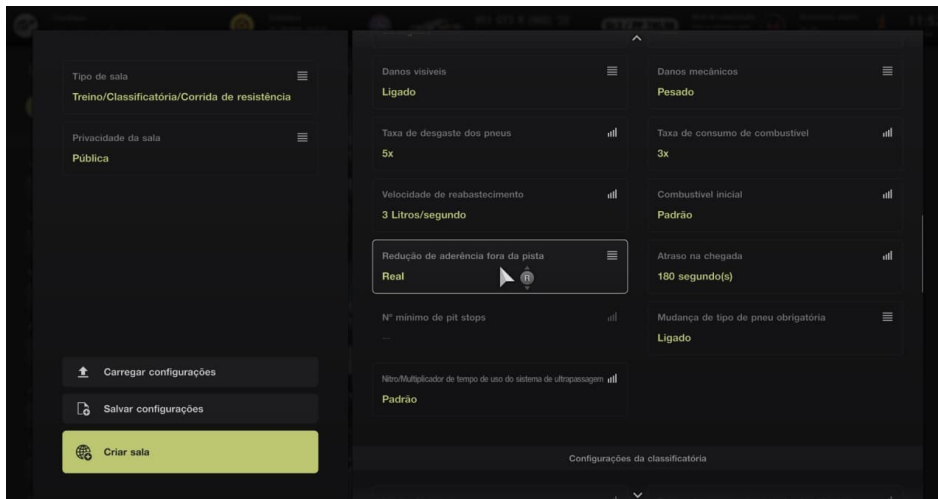 Tipo de sala
Treino/Classificatória/Corrida de resistência
Privacidade da sala
Pública
Carregar configurações
Salvar configurações
Criar sala
Danos visíveis
Ligado
Danos mecânicos
Pesado
Taxa de desgaste dos pneus
5x
Taxa de consumo de combustível
3x
Velocidade de reabastecimento
3 Litros/segundo
Combustível inicial
Padrão
Redução de aderência fora da pista
Real
R
Atraso na chegada
180 segundo(s)
Nº mínimo de pit stops
--
Mudança de tipo de pneu obrigatória
Ligado
Nitro/Multiplicador de tempo de uso do sistema de ultrapassagem
Padrão
Configurações da classificatória